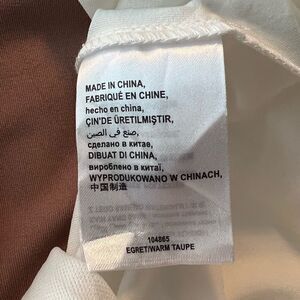 MADE IN CHINA,
FABRIQUÉ EN CHINE,
hecho en china,
ÇIN'DE ÜRETILMIŞTIR,
صنع في الصين,
сделано в китае,
DIBUAT DI CHINA,
вироблено в китаї,
WYPRODUKOWANO W CHINACH,
中国制造
104865
EGRET/WARM TAUPE